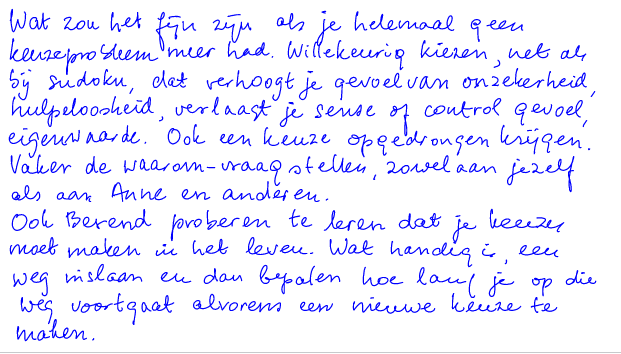 Wat zou het fijn zijn als je helemaal geen
keuzeprobleem meer had. Willekeurig kiezen, net als
bij sudoku, dat verhoogt je gevoel van onzekerheid,
hulpeloosheid, verlaagt je sense of control gevoel,
eigenwaarde. Ook een keuze opgedrongen krijgen.
Vaker de waarom-vraag stellen, zowel aan jezelf
als aan Anne en anderen.
Ook Berend proberen te leren dat je keuzes
moet maken in het leven. Wat handig is, een
weg inslaan en dan bepalen hoe lang je op die
weg voortgaat alvorens een nieuwe keuze te
maken.